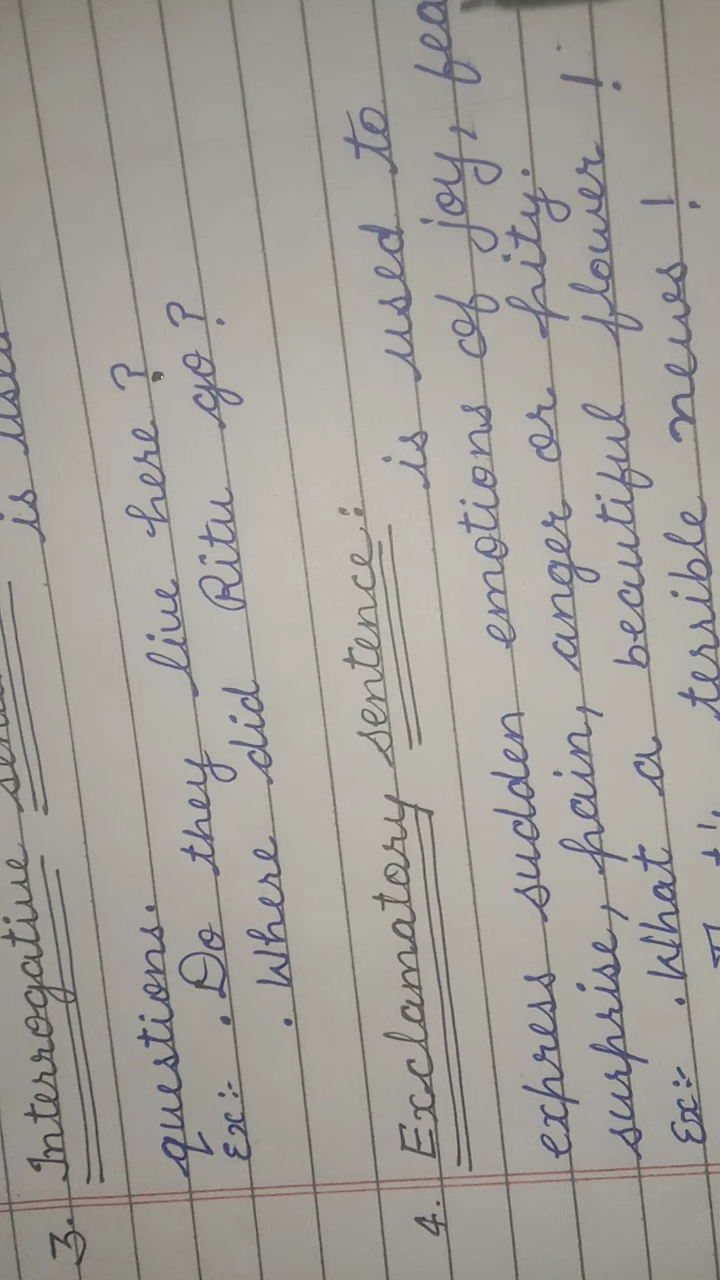 3. Interrogative is used
questions.
Ex:- . Do they live here ?
. Where did Ritu go ?
4. Exclamatory sentence :- is used to
express sudden emotions of joy,
surprise, pain, anger or pity.
Ex:- . What a beautiful flower !
terrible news !